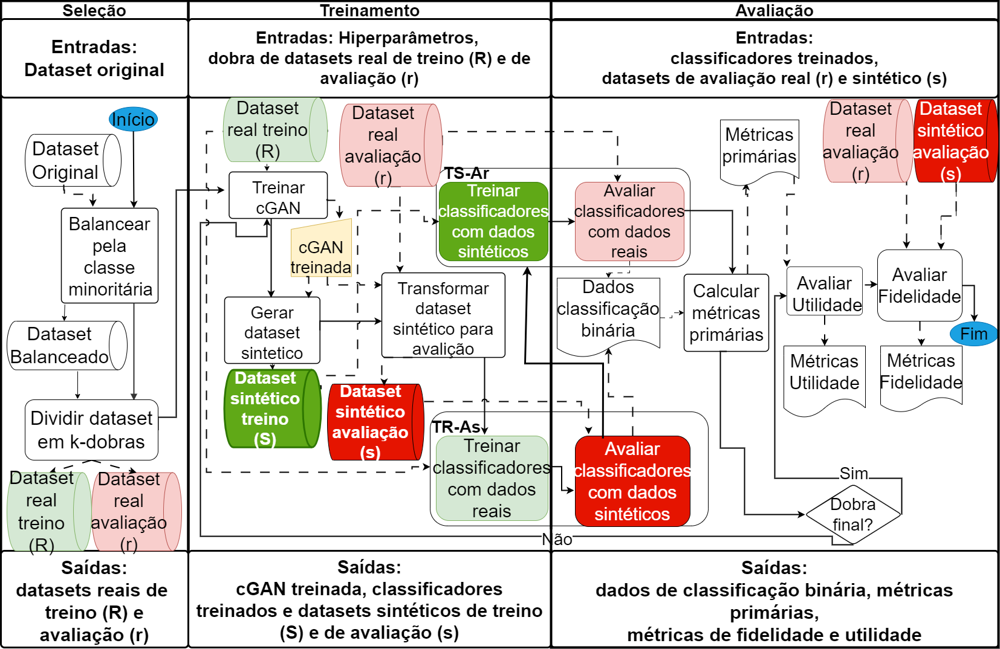 Seleção
Entradas:
Dataset original
Início
Dataset
Original
Balancear
pela
classe
minoritária
Dataset
Balanceado
Dividir dataset
em k-dobras
Dataset
real
treino
(R)
Dataset
real
avaliação
(r)
Saídas:
datasets reais de
treino (R) e
avaliação (r)
Treinamento
Entradas: Hiperparâmetros,
dobra de datasets real de treino (R) e de
avaliação (r)
Dataset
real treino
(R)
Dataset
real
avaliação
(r)
Treinar
cGAN
cGAN
treinada
Gerar
dataset
sintetico
Transformar
dataset
sintético para
avalição
Dataset
sintético
treino
(S)
Dataset
sintético
avaliação
(s)
TS-Ar
Treinar
classificadores
com dados
sintéticos
Avaliar
classificadores
com dados
reais
TR-As
Treinar
classificadores
com dados
reais
Avaliar
classificadores
com dados
sintéticos
Não
Saídas:
cGAN treinada, classificadores
treinados e datasets sintéticos de treino
(S) e de avaliação (s)
Avaliação
Entradas:
classificadores treinados,
datasets de avaliação real (r) e sintético (s)
Métricas
primárias
Dataset
real
avaliação
(r)
Dataset
sintético
avaliação
(s)
Dados
classificação
binária
Calcular
métricas
primárias
Avaliar
Utilidade
Avaliar
Fidelidade
Fim
Métricas
Utilidade
Métricas
Fidelidade
Sim
Dobra
final?
Saídas:
dados de classificação binária, métricas
primárias,
métricas de fidelidade e utilidade